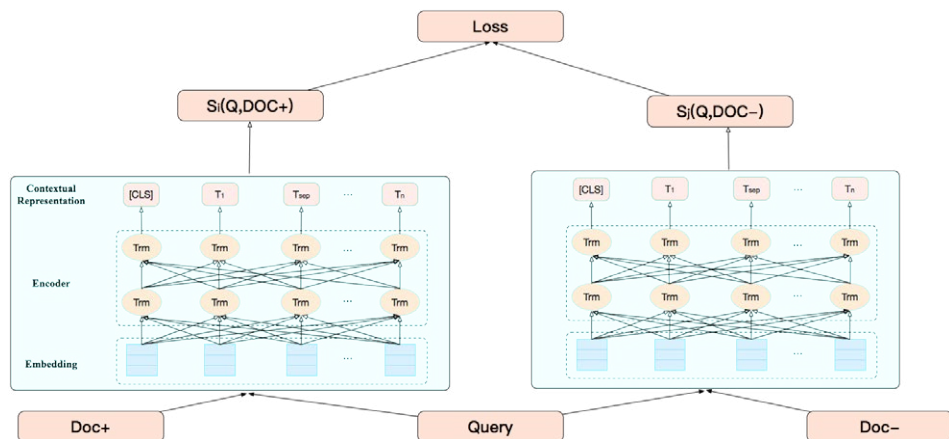 Loss
Si(Q,DOC+)
Sj(Q,DOC−)
Contextual
Representation
[CLS] T1 Tsep ... Tn
[CLS] T1 Tsep ... Tn
Encoder
Trm Trm Trm ... Trm
Trm Trm Trm ... Trm
Trm Trm Trm ... Trm
Trm Trm Trm ... Trm
Embedding
...
...
Doc+
Query
Doc−